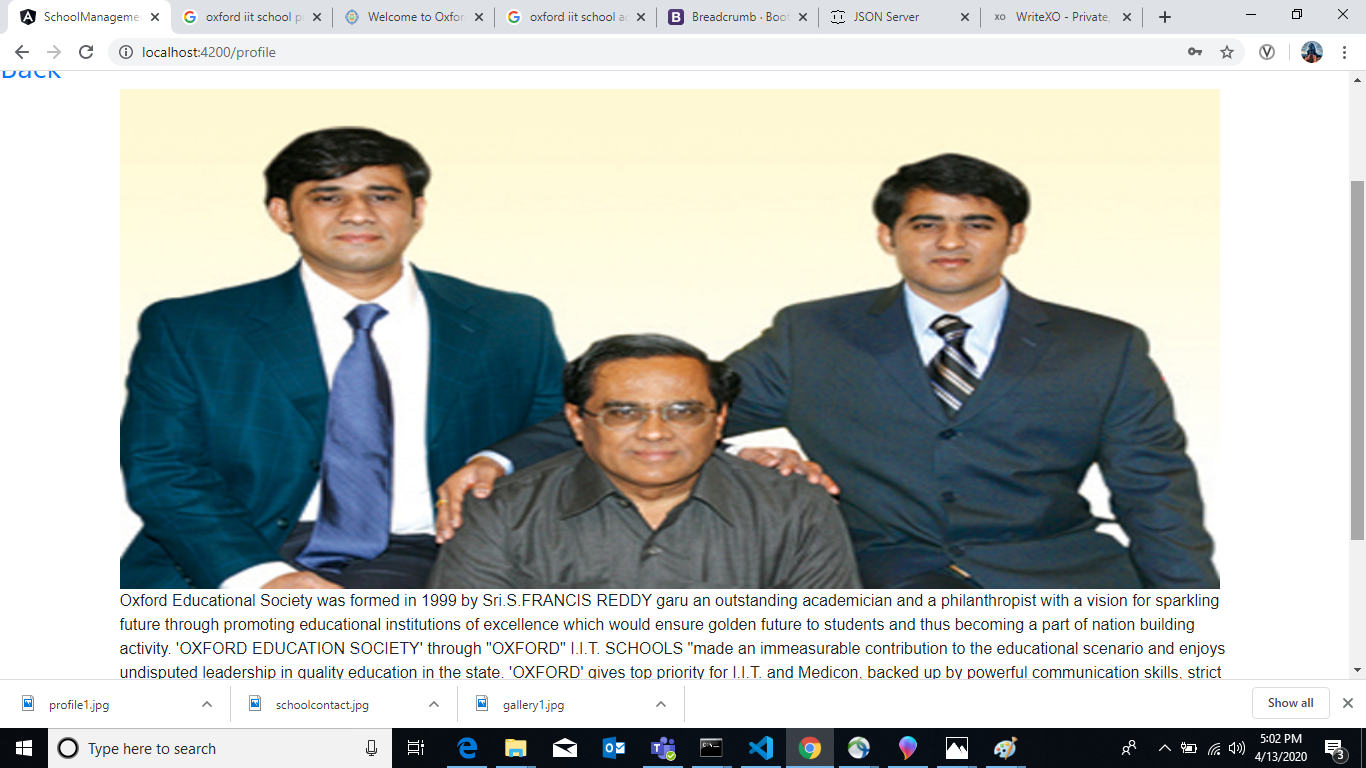 SchoolManageme
oxford iit school p
Welcome to Oxfor
oxford iit school a
Breadcrumb · Boot
JSON Server
XO
WriteXO - Private,
localhost:4200/profile
Back
Oxford Educational Society was formed in 1999 by Sri.S.FRANCIS REDDY garu an outstanding academician and a philanthropist with a vision for sparkling
future through promoting educational institutions of excellence which would ensure golden future to students and thus becoming a part of nation building
activity. 'OXFORD EDUCATION SOCIETY' through "OXFORD" I.I.T. SCHOOLS "made an immeasurable contribution to the educational scenario and enjoys
undisputed leadership in quality education in the state. 'OXFORD' gives top priority for I.I.T. and Medicon, backed up by powerful communication skills, strict
profile1.jpg
schoolcontact.jpg
gallery1.jpg
Show all
Type here to search
5:02 PM
4/13/2020
3